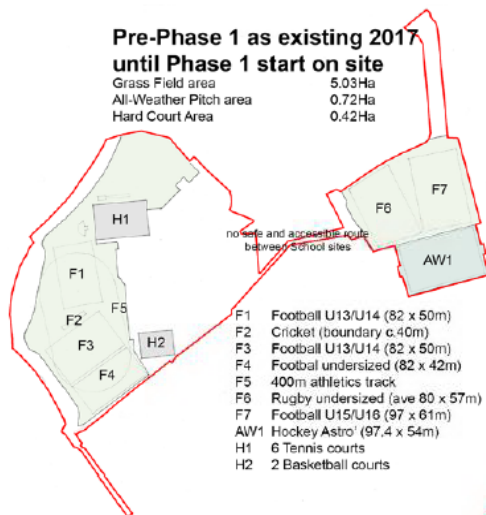 Pre-Phase 1 as existing 2017
until Phase 1 start on site
Grass Field area 5.03Ha
All-Weather Pitch area 0.72Ha
Hard Court Area 0.42Ha
H1
F7
F6
no safe and accessible route
between School sites
AW1
F1
F2
F5
F3
H2
F4
F1 Football U13/U14 (82 x 50m)
F2 Cricket (boundary c.40m)
F3 Football U13/U14 (82 x 50m)
F4 Football undersized (82 x 42m)
F5 400m athletics track
F6 Rugby undersized (ave 80 x 57m)
F7 Football U15/U16 (97 x 61m)
AW1 Hockey Astro' (97.4 x 54m)
H1 6 Tennis courts
H2 2 Basketball courts